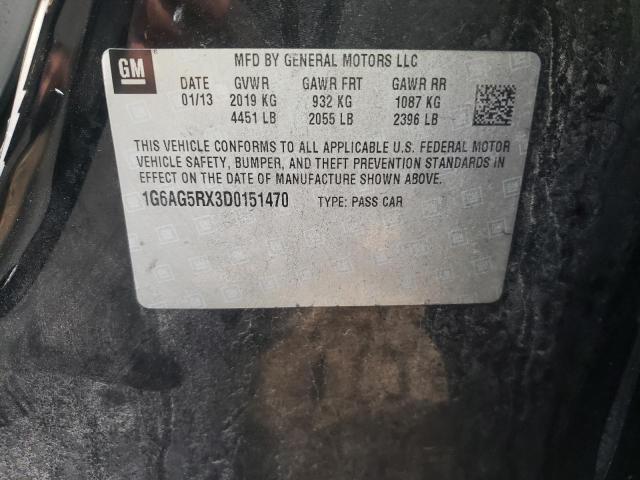 GM
MFD BY GENERAL MOTORS LLC
DATE GVWR GAWR FRT GAWR RR
01/13 2019 KG 932 KG 1087 KG
4451 LB 2055 LB 2396 LB
THIS VEHICLE CONFORMS TO ALL APPLICABLE U.S. FEDERAL MOTOR
VEHICLE SAFETY, BUMPER, AND THEFT PREVENTION STANDARDS IN
EFFECT ON THE DATE OF MANUFACTURE SHOWN ABOVE.
1G6AG5RX3D0151470 TYPE: PASS CAR